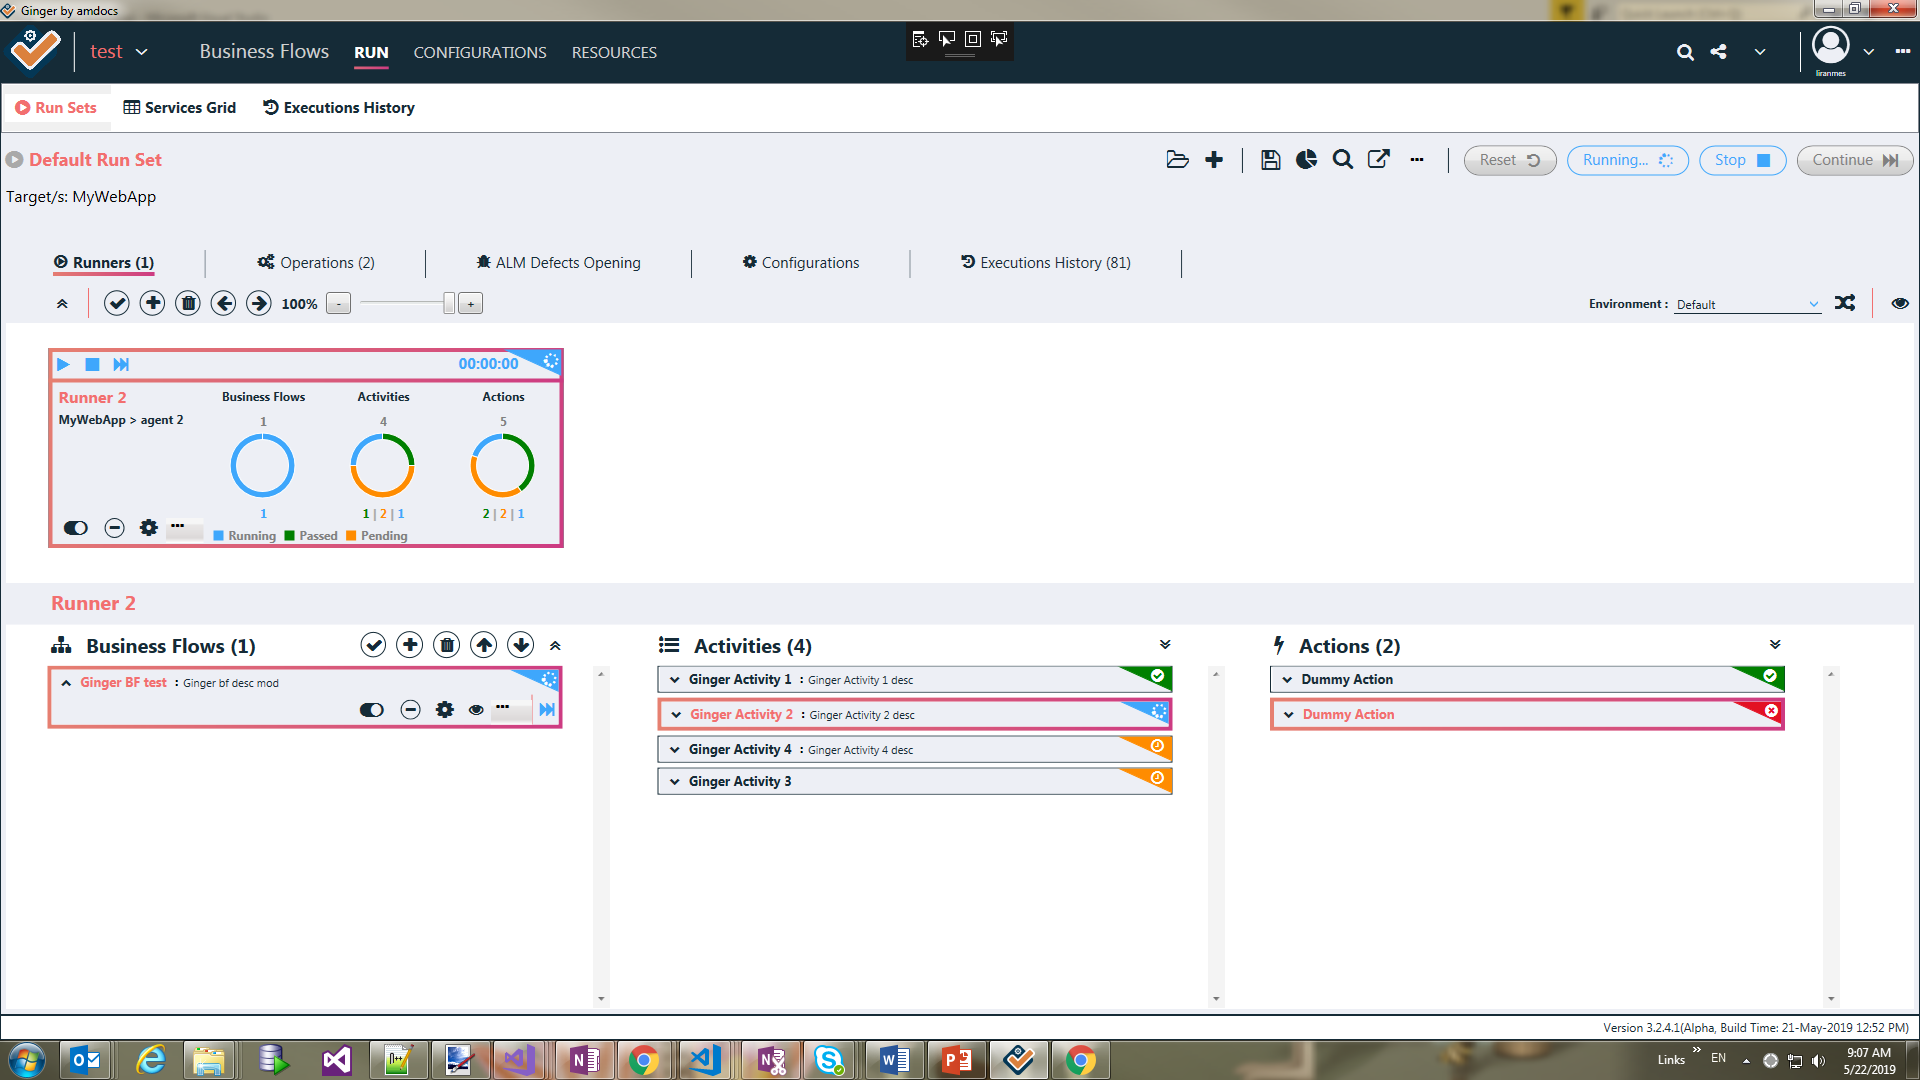 Ginger by amdocs
test
Business Flows
RUN
CONFIGURATIONS
RESOURCES
liranmes
Run Sets
Services Grid
Executions History
Default Run Set
Reset
Running...
Stop
Continue
Target/s: MyWebApp
Runners (1)
Operations (2)
ALM Defects Opening
Configurations
Executions History (81)
100%
-
+
Environment :
Default
00:00:00
Runner 2
MyWebApp > agent 2
Business Flows
Activities
Actions
1
4
5
1
1 | 2 | 1
2 | 2 | 1
Running
Passed
Pending
Runner 2
Business Flows (1)
Ginger BF test : Ginger bf desc mod
Activities (4)
Ginger Activity 1 : Ginger Activity 1 desc
Ginger Activity 2 : Ginger Activity 2 desc
Ginger Activity 4 : Ginger Activity 4 desc
Ginger Activity 3
Actions (2)
Dummy Action
Dummy Action
Version 3.2.4.1(Alpha, Build Time: 21-May-2019 12:52 PM)
Links
EN
9:07 AM
5/22/2019